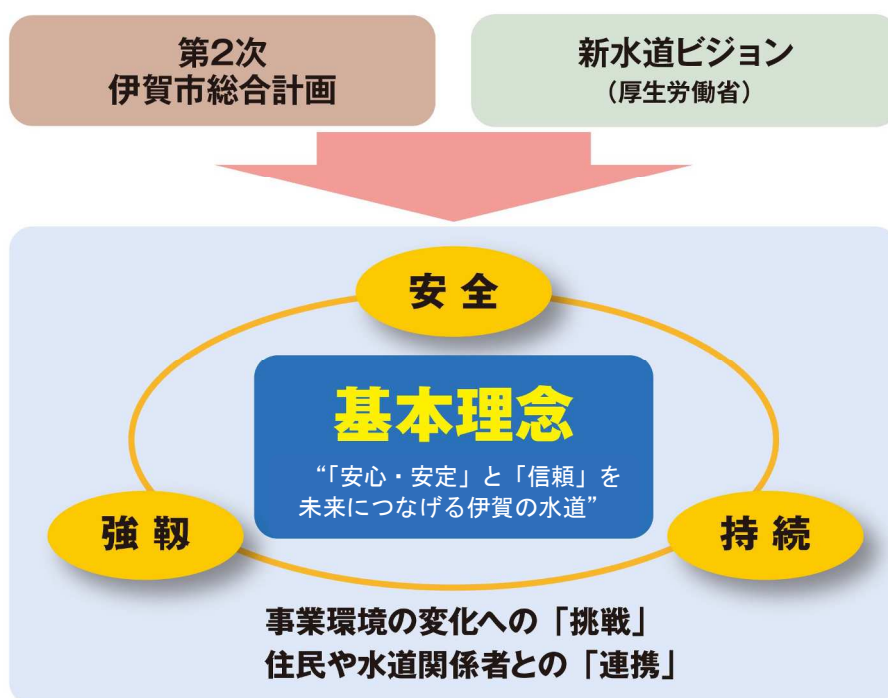 第2次
伊賀市総合計画
新水道ビジョン
（厚生労働省）
安全
基本理念
“「安心・安定」と「信頼」を
未来につなげる伊賀の水道”
強靱
持続
事業環境の変化への「挑戦」
住民や水道関係者との「連携」